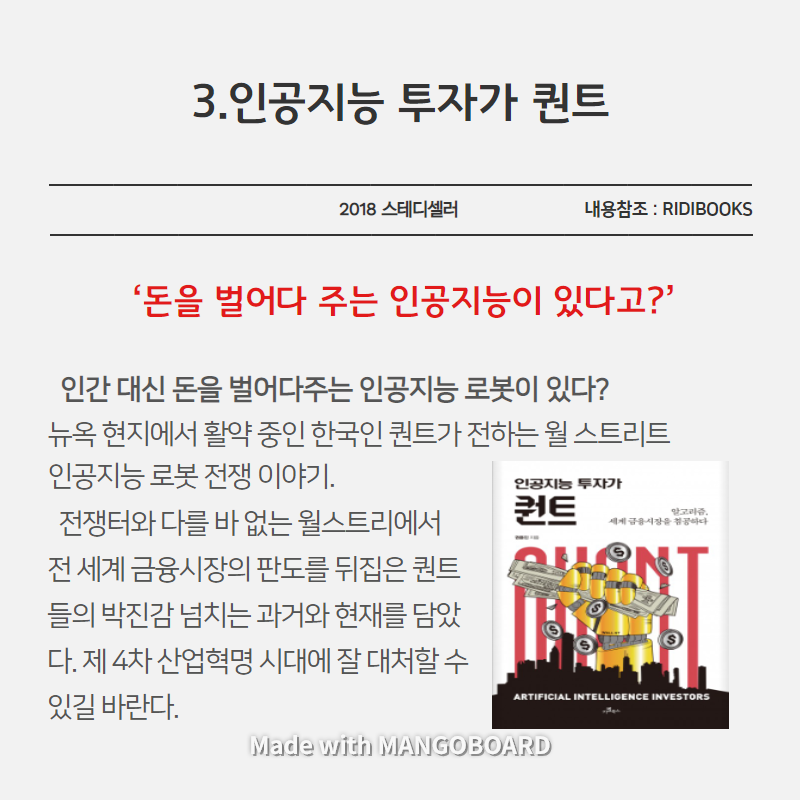 3.인공지능 투자가 퀀트
2018 스테디셀러
내용참조 : RIDIBOOKS
‘돈을 벌어다 주는 인공지능이 있다고?’
인간 대신 돈을 벌어다주는 인공지능 로봇이 있다?
뉴욕 현지에서 활약 중인 한국인 퀀트가 전하는 월 스트리트
인공지능 로봇 전쟁 이야기.
전쟁터와 다를 바 없는 월스트리에서
전 세계 금융시장의 판도를 뒤집은 퀀트
들의 박진감 넘치는 과거와 현재를 담았
다. 제 4차 산업혁명 시대에 잘 대처할 수
있길 바란다.
인공지능 투자가
퀀트
알고리즘,
세계 금융시장을 침공하다
QUANT
ARTIFICIAL INTELLIGENCE INVESTORS
Made with MANGOBOARD